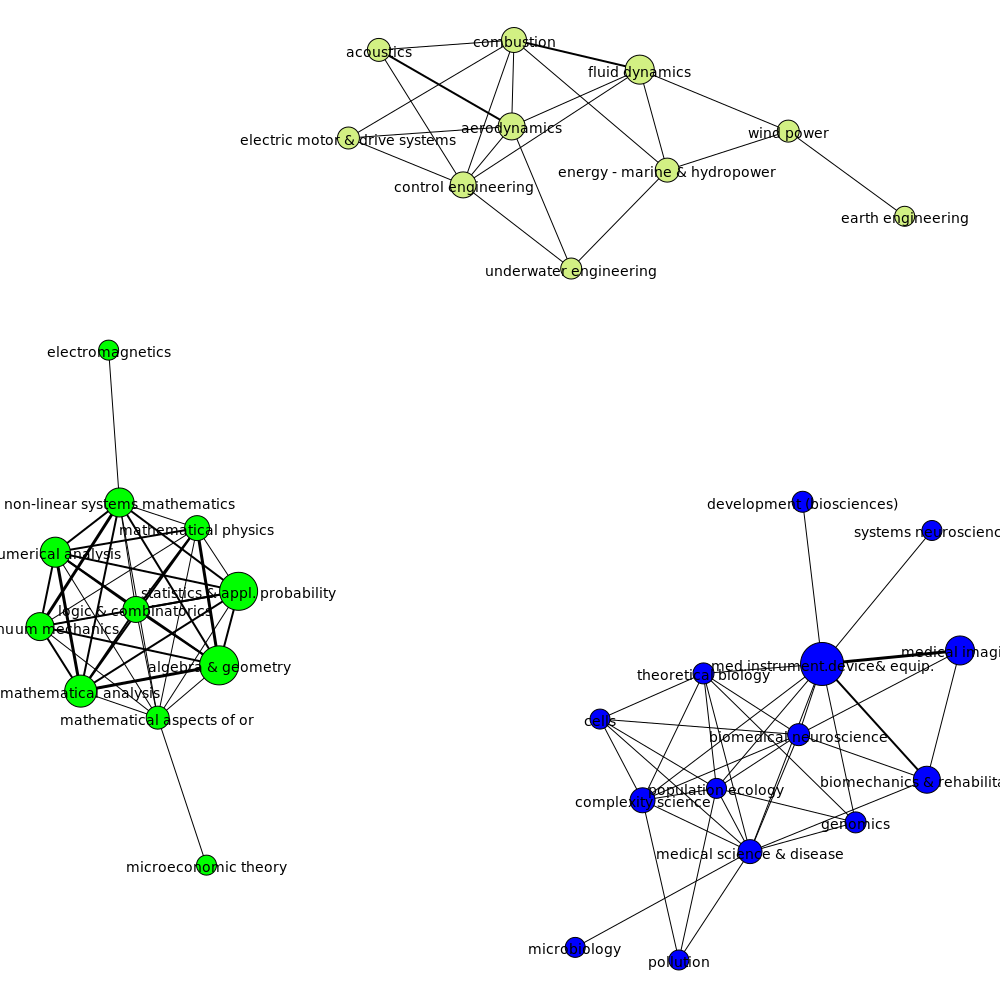 combustion
acoustics
fluid dynamics
aerodynamics
wind power
electric motor & drive systems
energy - marine & hydropower
control engineering
earth engineering
underwater engineering
electromagnetics
non-linear systems mathematics
development (biosciences)
mathematical physics
systems neuroscienc
umerical analysis
statistics & appl. probability
logic & combinatorics
nuum mechanics
medical imagi
algebra & geometry
med.instrument.device& equip.
theoretical biology
mathematical analysis
mathematical aspects of or
cells
biomedical neuroscience
biomechanics & rehabilita
population ecology
complexity science
genomics
medical science & disease
microeconomic theory
microbiology
pollution